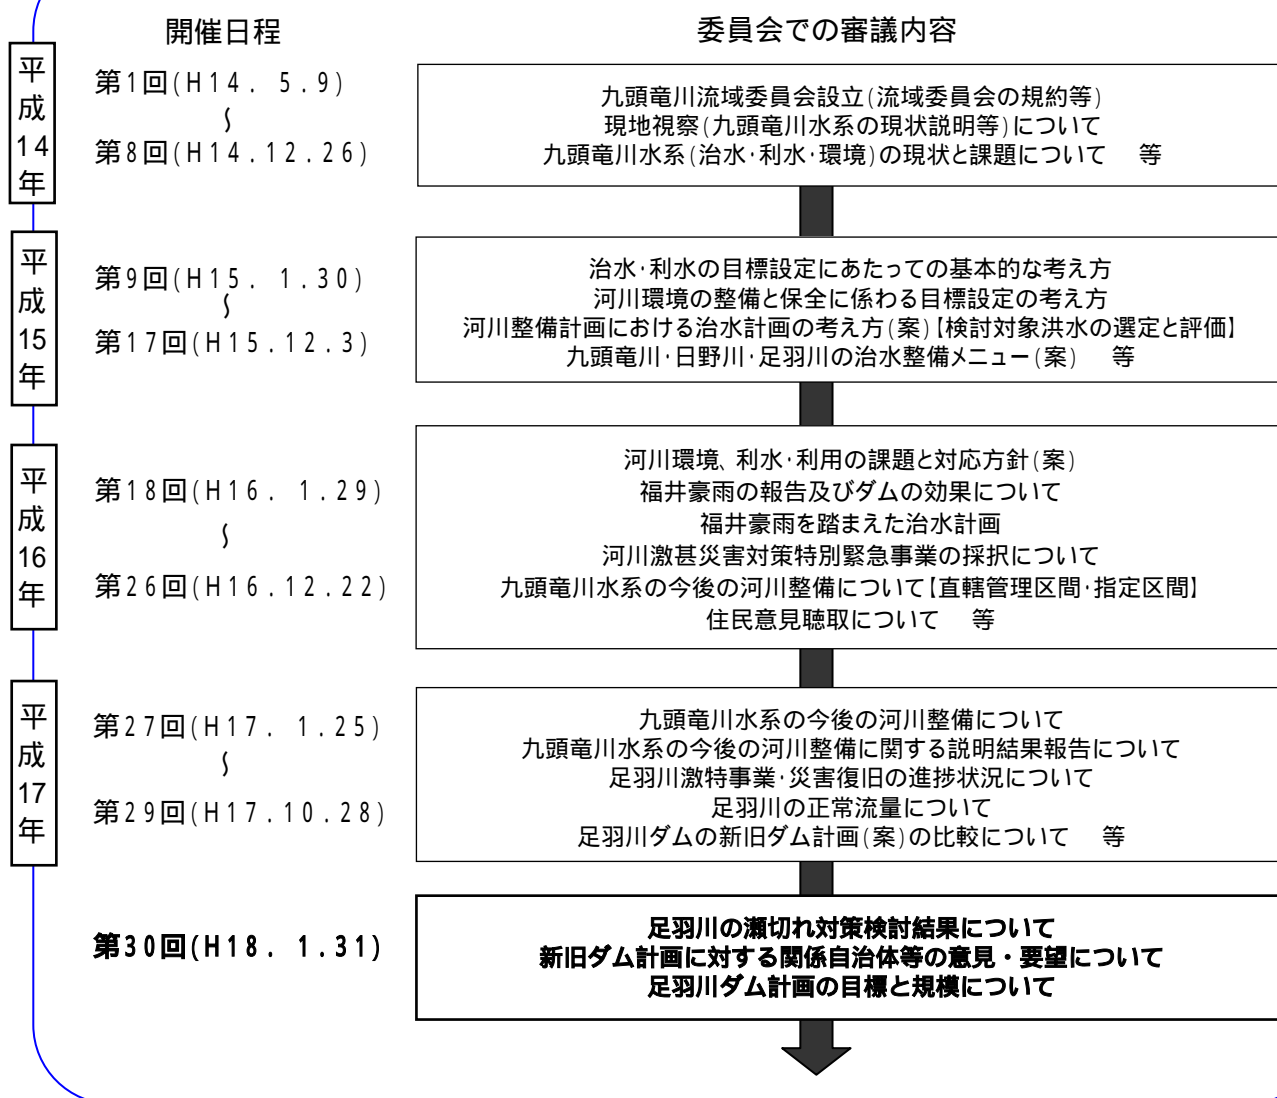 開催日程
委員会での審議内容
平成14年
第1回(H14. 5.9)
〜
第8回(H14.12.26)
九頭竜川流域委員会設立(流域委員会の規約等)
現地視察(九頭竜川水系の現状説明等)について
九頭竜川水系(治水・利水・環境)の現状と課題について 等
平成15年
第9回(H15. 1.30)
〜
第17回(H15.12.3)
治水・利水の目標設定にあたっての基本的な考え方
河川環境の整備と保全に係わる目標設定の考え方
河川整備計画における治水計画の考え方(案)【検討対象洪水の選定と評価】
九頭竜川・日野川・足羽川の治水整備メニュー(案) 等
平成16年
第18回(H16. 1.29)
〜
第26回(H16.12.22)
河川環境、利水・利用の課題と対応方針(案)
福井豪雨の報告及びダムの効果について
福井豪雨を踏まえた治水計画
河川激甚災害対策特別緊急事業の採択について
九頭竜川水系の今後の河川整備について【直轄管理区間・指定区間】
住民意見聴取について 等
平成17年
第27回(H17. 1.25)
〜
第29回(H17.10.28)
九頭竜川水系の今後の河川整備について
九頭竜川水系の今後の河川整備に関する説明結果報告について
足羽川激特事業・災害復旧の進捗状況について
足羽川の正常流量について
足羽川ダムの新旧ダム計画(案)の比較について 等
第30回(H18. 1.31)
足羽川の瀬切れ対策検討結果について
新旧ダム計画に対する関係自治体等の意見・要望について
足羽川ダム計画の目標と規模について